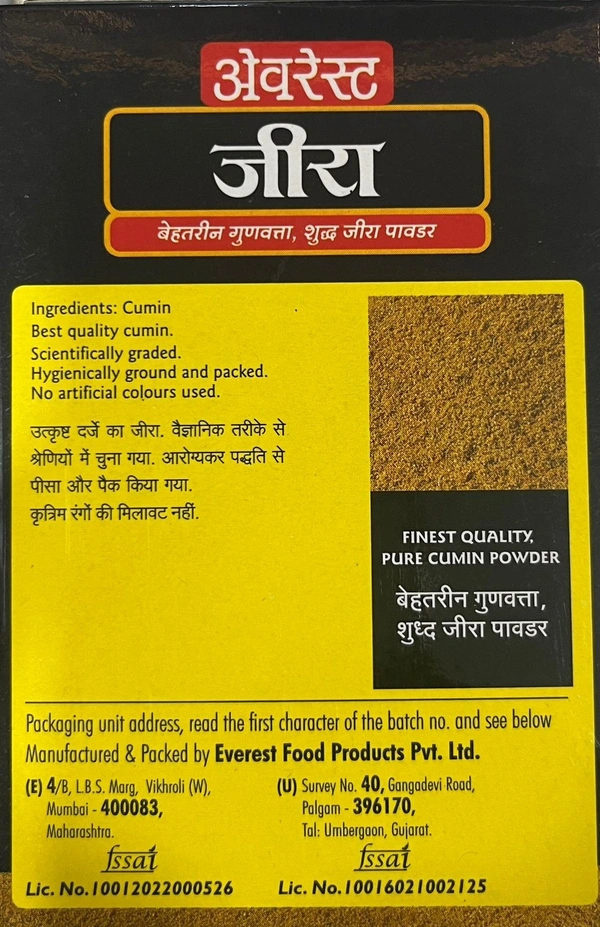 अेवरेस्ट
जीरा
बेहतरीन गुणवत्ता, शुद्ध जीरा पावडर
Ingredients: Cumin
Best quality cumin.
Scientifically graded.
Hygienically ground and packed.
No artificial colours used.
उत्कृष्ट दर्जे का जीरा. वैज्ञानिक तरीके से
श्रेणियों में चुना गया. आरोग्यकर पद्धति से
पीसा और पैक किया गया.
कृत्रिम रंगों की मिलावट नहीं.
FINEST QUALITY,
PURE CUMIN POWDER
बेहतरीन गुणवत्ता,
शुध्द जीरा पावडर
Packaging unit address, read the first character of the batch no. and see below
Manufactured & Packed by Everest Food Products Pvt. Ltd.
(E) 4/B, L.B.S. Marg, Vikhroli (W),
Mumbai - 400083,
Maharashtra.
fssai
Lic. No.10012022000526
(U) Survey No. 40, Gangadevi Road,
Palgam - 396170,
Tal: Umbergaon, Gujarat.
fssai
Lic. No.10016021002125